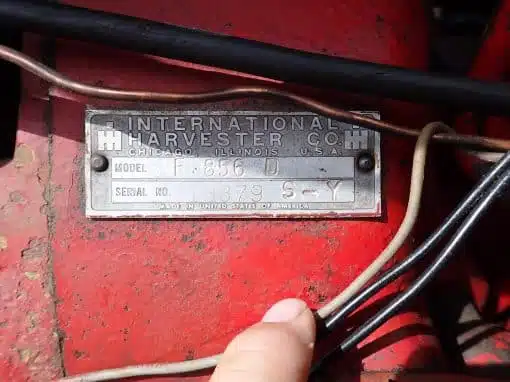 INTERNATIONAL
HARVESTER CO.
CHICAGO, ILLINOIS U.S.A.
MODEL F 856 D
SERIAL NO. S-Y
MADE IN UNITED STATES OF AMERICA